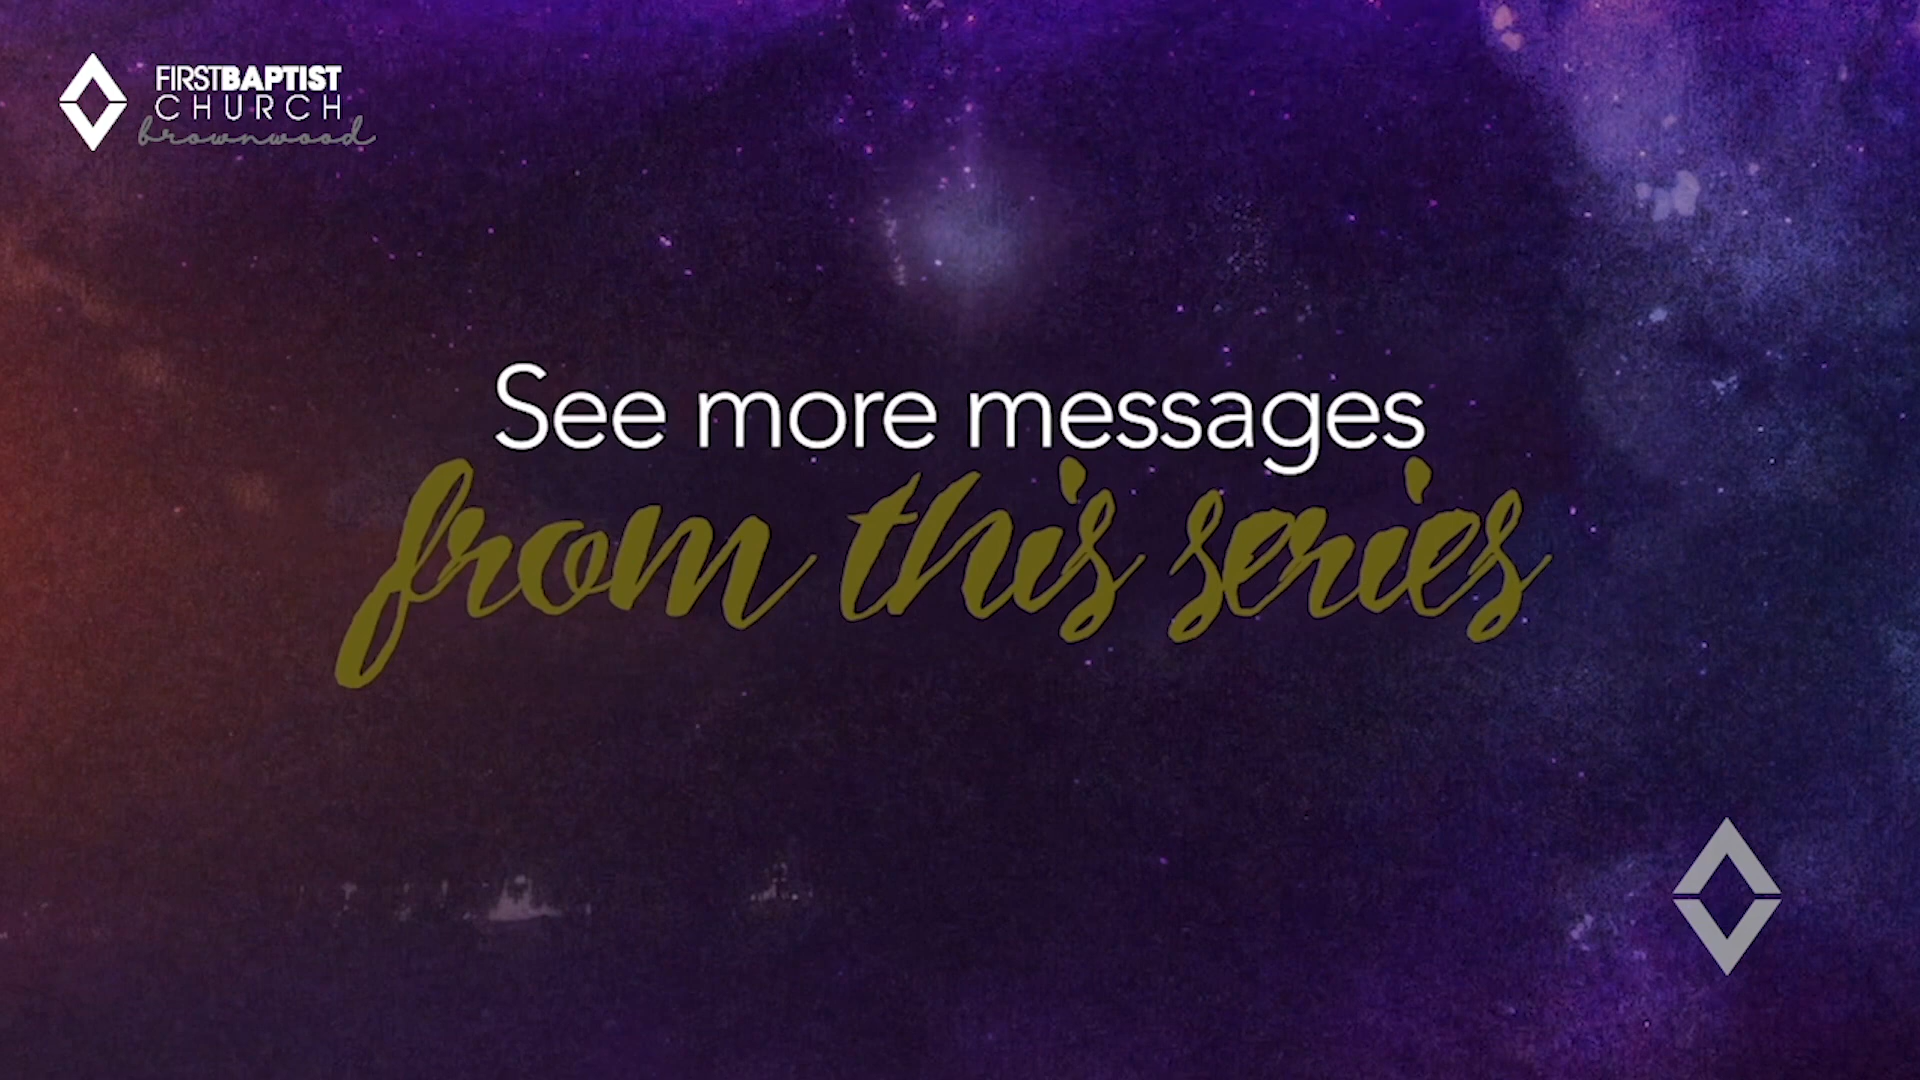 FIRSTBAPTIST
CHURCH
brownwood
See more messages
from this series